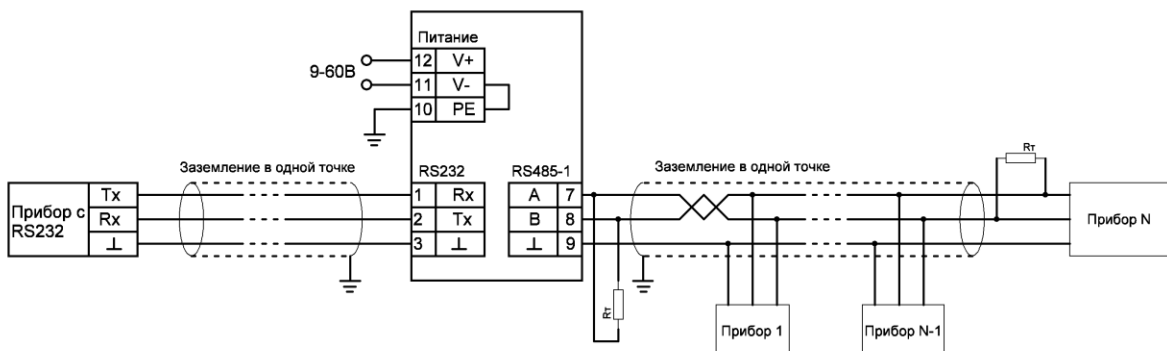 Питание
12 V+
9-60В
11 V-
10 PE
Заземление в одной точке
RS232
RS485-1
Заземление в одной точке
Rт
Прибор с
RS232
Tx
Rx
⊥
1 Rx
2 Tx
3 ⊥
A 7
B 8
⊥ 9
Прибор N
Rт
Прибор 1
Прибор N-1